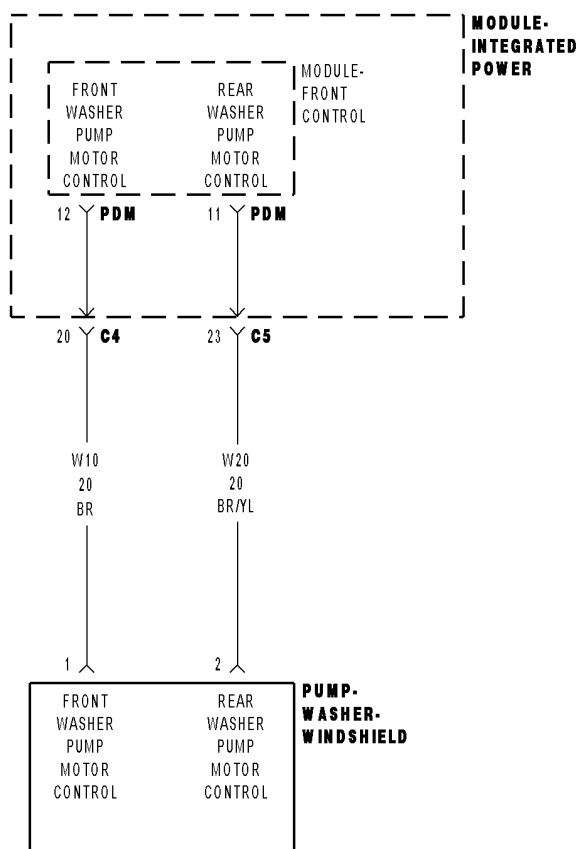 MODULE-
INTEGRATED
POWER
MODULE-
FRONT
CONTROL
FRONT
WASHER
PUMP
MOTOR
CONTROL
REAR
WASHER
PUMP
MOTOR
CONTROL
12 PDM
11 PDM
20 C4
23 C5
W10
20
BR
W20
20
BR/YL
1
2
FRONT
WASHER
PUMP
MOTOR
CONTROL
REAR
WASHER
PUMP
MOTOR
CONTROL
PUMP-
WASHER-
WINDSHIELD